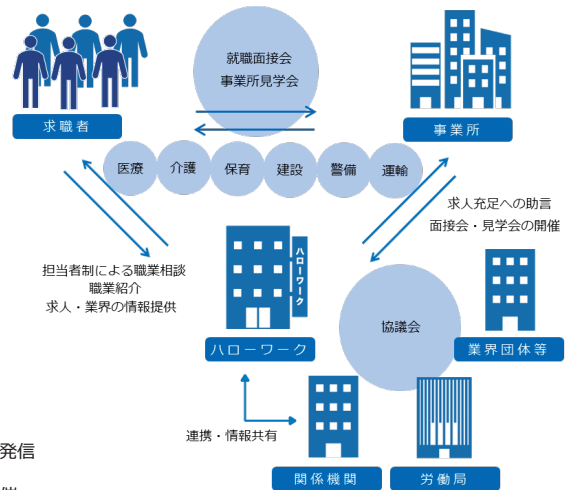 就職面接会
事業所見学会
求職者
事業所
医療
介護
保育
建設
警備
運輸
求人充足への助言
面接会・見学会の開催
担当者制による職業相談
職業紹介
求人・業界の情報提供
ハローワーク
協議会
ハローワーク
業界団体等
連携・情報共有
発信
関係機関
労働局